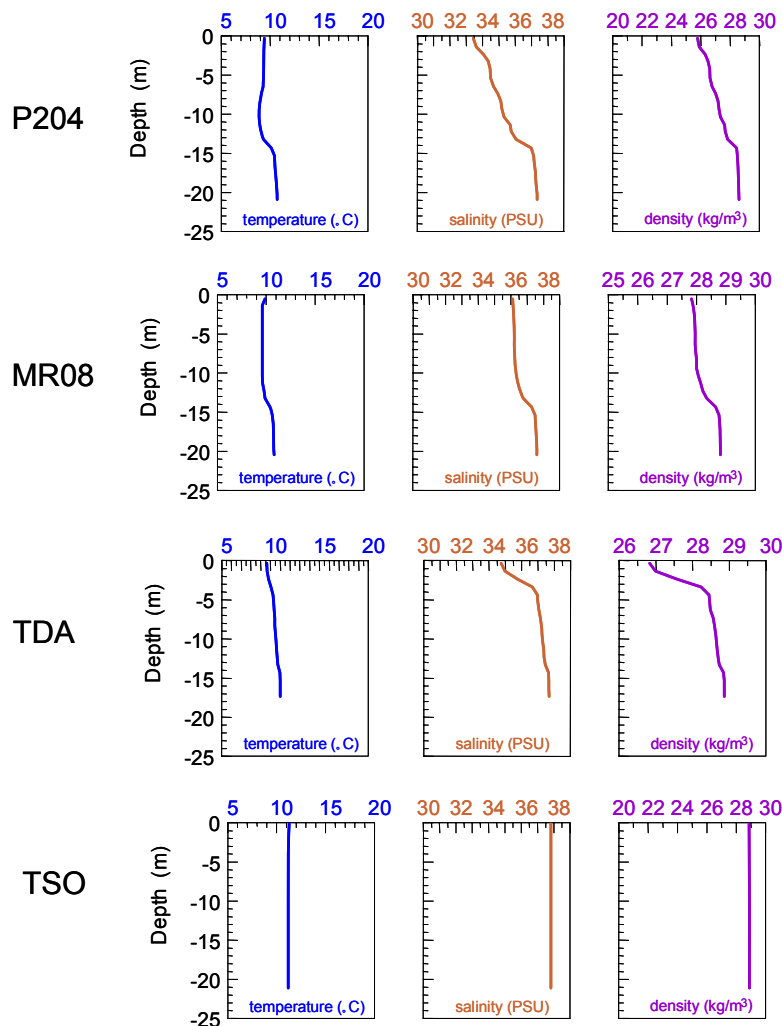 5 10 15 20 30 32 34 36 38 20 22 24 26 28 30
P204
Depth (m)
0
-5
-10
-15
-20
-25
temperature (°C) salinity (PSU) density (kg/m³)
5 10 15 20 30 32 34 36 38 25 26 27 28 29 30
MR08
Depth (m)
0
-5
-10
-15
-20
-25
temperature (°C) salinity (PSU) density (kg/m³)
5 10 15 20 30 32 34 36 38 26 27 28 29 30
TDA
Depth (m)
0
-5
-10
-15
-20
-25
temperature (°C) salinity (PSU) density (kg/m³)
5 10 15 20 30 32 34 36 38 20 22 24 26 28 30
TSO
Depth (m)
0
-5
-10
-15
-20
-25
temperature (°C) salinity (PSU) density (kg/m³)